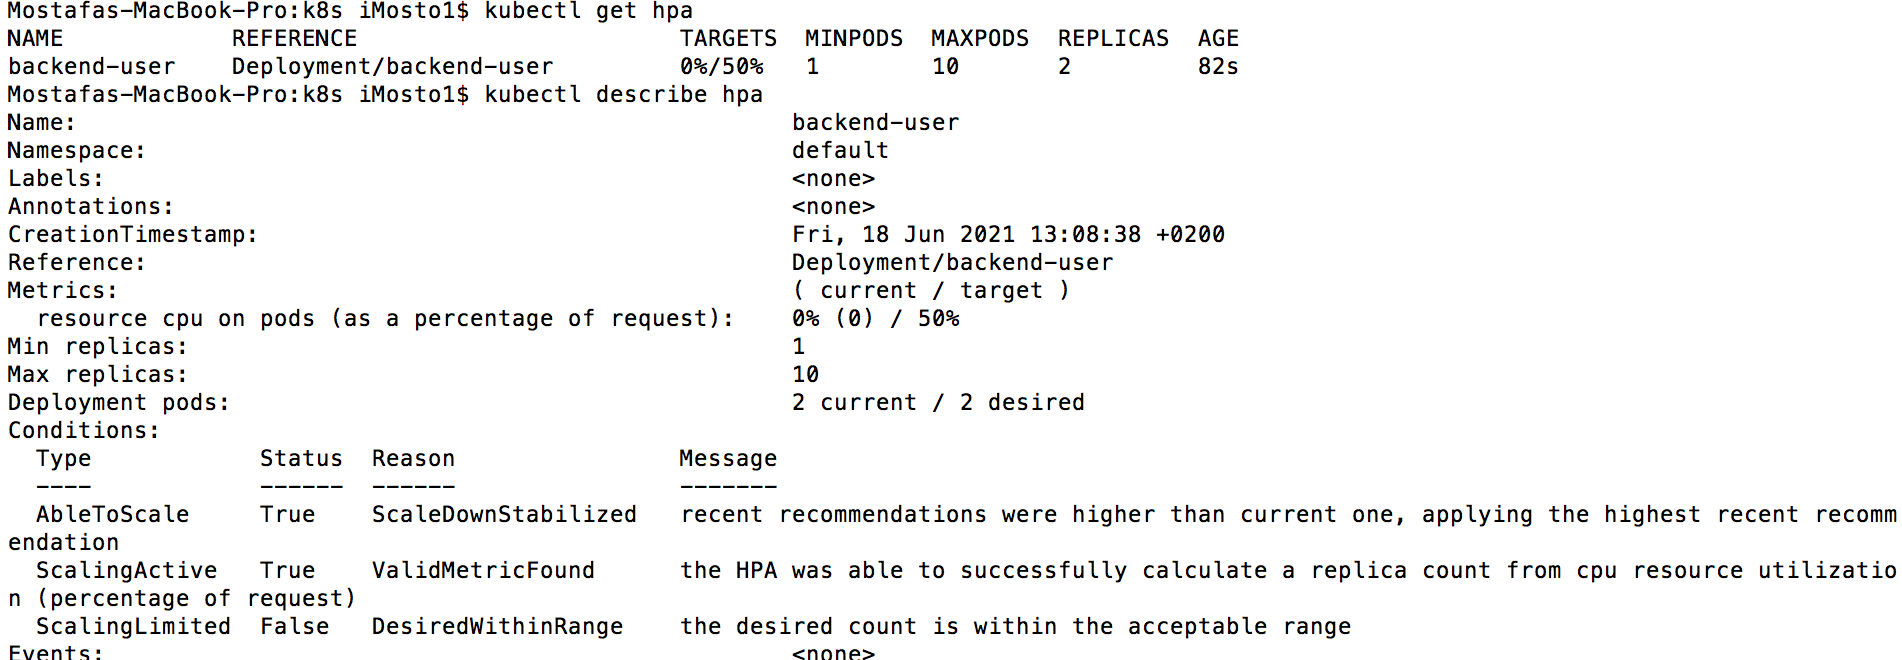 Mostafas-MacBook-Pro:k8s iMosto1$ kubectl get hpa
NAME REFERENCE TARGETS MINPODS MAXPODS REPLICAS AGE
backend-user Deployment/backend-user 0%/50% 1 10 2 82s
Mostafas-MacBook-Pro:k8s iMosto1$ kubectl describe hpa
Name: backend-user
Namespace: default
Labels: <none>
Annotations: <none>
CreationTimestamp: Fri, 18 Jun 2021 13:08:38 +0200
Reference: Deployment/backend-user
Metrics: ( current / target )
resource cpu on pods (as a percentage of request): 0% (0) / 50%
Min replicas: 1
Max replicas: 10
Deployment pods: 2 current / 2 desired
Conditions:
Type Status Reason Message
---- ------ ------ -------
AbleToScale True ScaleDownStabilized recent recommendations were higher than current one, applying the highest recent recomm
endation
ScalingActive True ValidMetricFound the HPA was able to successfully calculate a replica count from cpu resource utilizatio
n (percentage of request)
ScalingLimited False DesiredWithinRange the desired count is within the acceptable range
Events: <none>